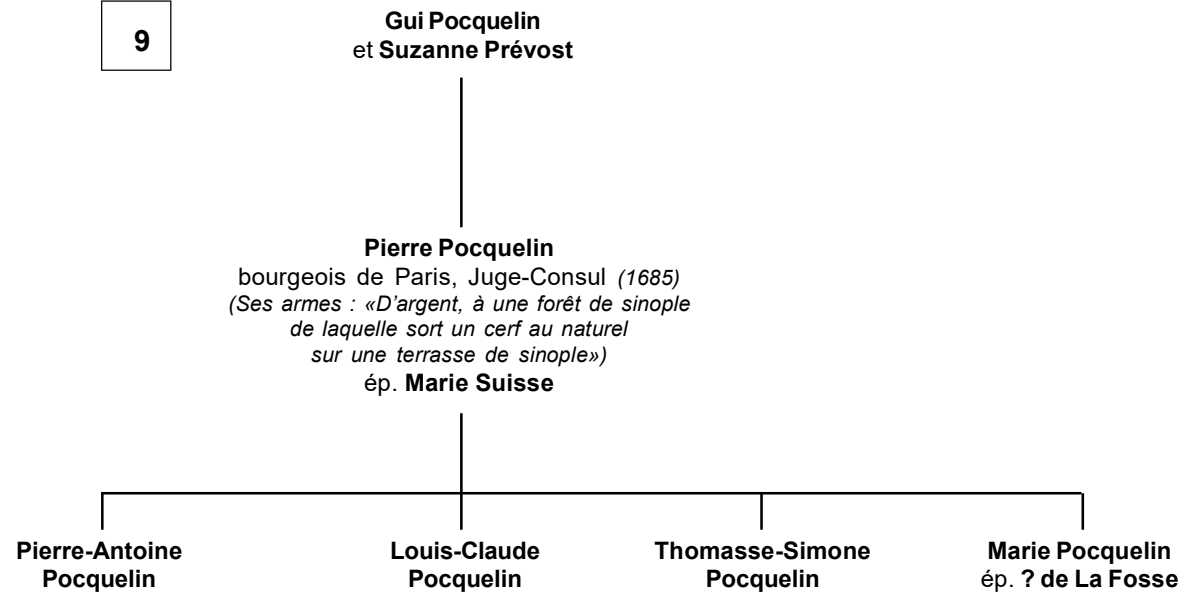 9
Gui Pocquelin
et Suzanne Prévost
Pierre Pocquelin
bourgeois de Paris, Juge-Consul (1685)
(Ses armes : «D'argent, à une forêt de sinople
de laquelle sort un cerf au naturel
sur une terrasse de sinople»)
ép. Marie Suisse
Pierre-Antoine
Pocquelin
Louis-Claude
Pocquelin
Thomasse-Simone
Pocquelin
Marie Pocquelin
ép. ? de La Fosse